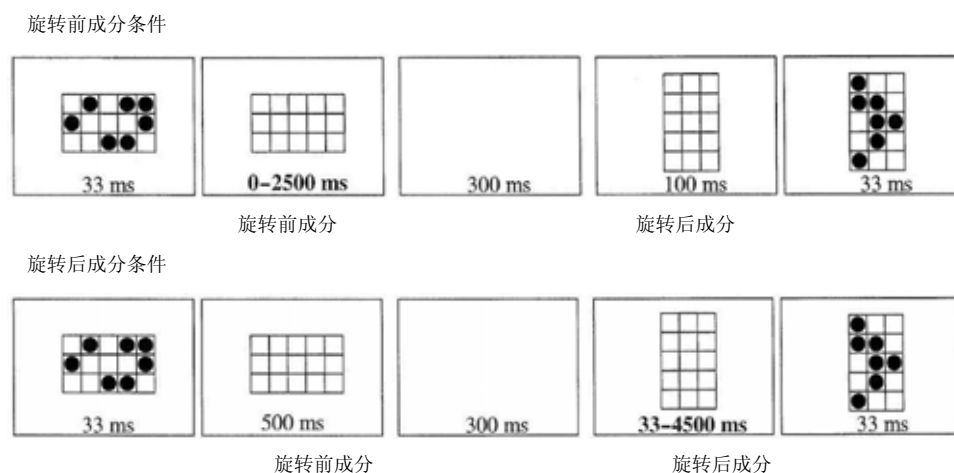 旋转前成分条件
33 ms 0–2500 ms 300 ms 100 ms 33 ms
旋转前成分 旋转后成分
旋转后成分条件
33 ms 500 ms 300 ms 33–4500 ms 33 ms
旋转前成分 旋转后成分